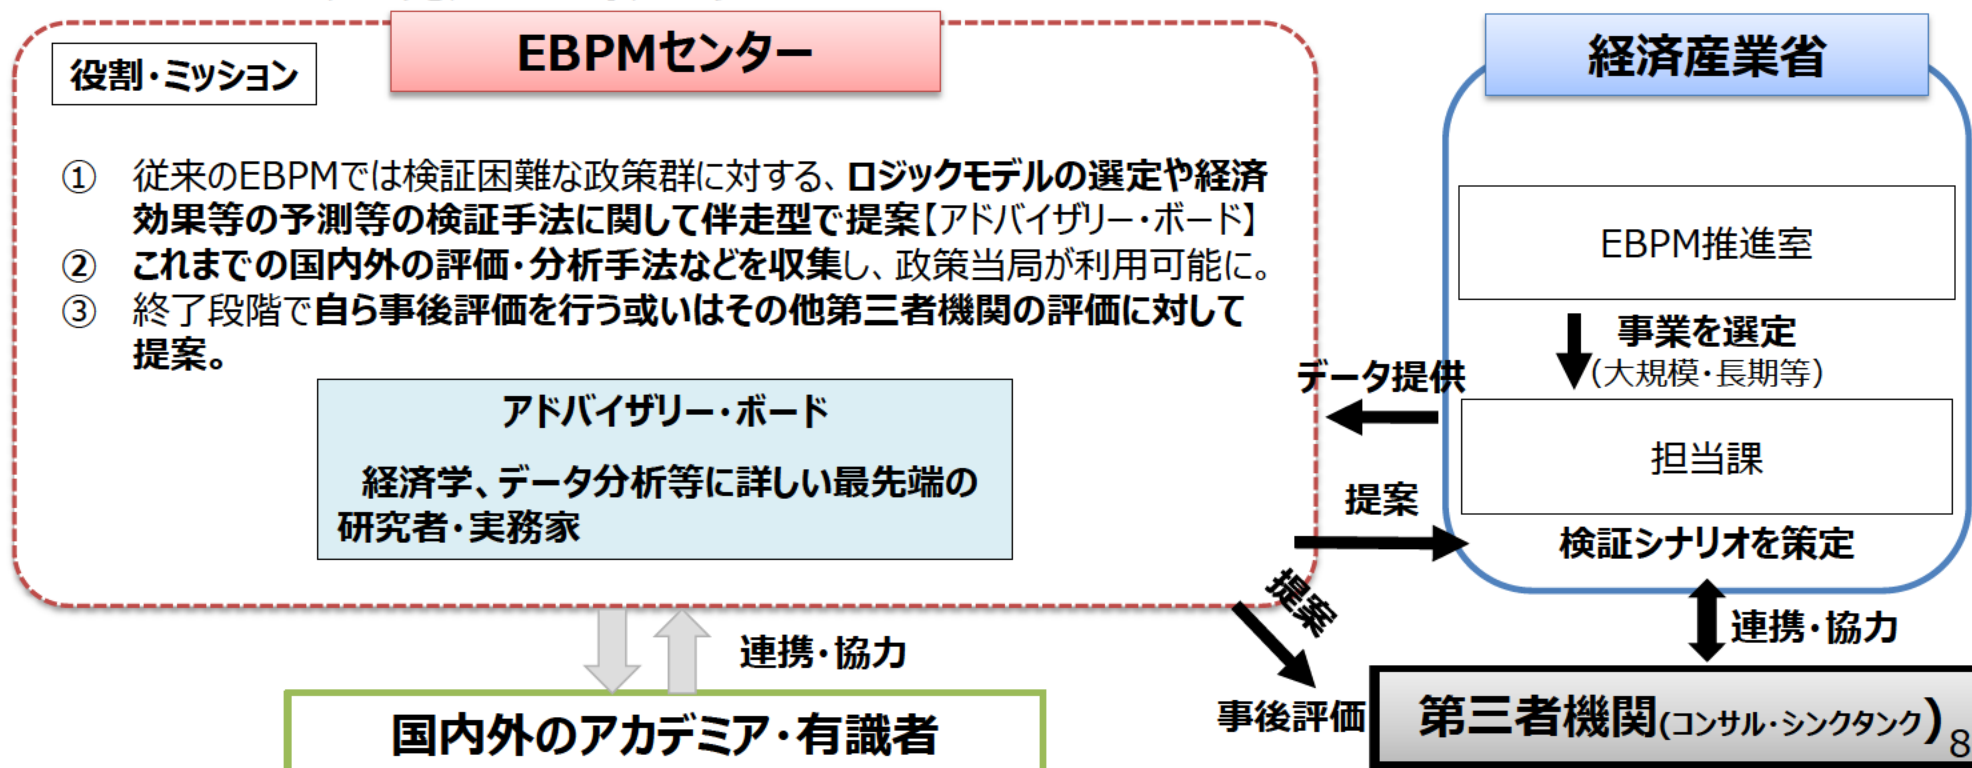 EBPMセンター
役割・ミッション
① 従来のEBPMでは検証困難な政策群に対する、ロジックモデルの選定や経済
効果等の予測等の検証手法に関して伴走型で提案【アドバイザリー・ボード】
② これまでの国内外の評価・分析手法などを収集し、政策当局が利用可能に。
③ 終了段階で自ら事後評価を行う或いはその他第三者機関の評価に対して
提案。
アドバイザリー・ボード
経済学、データ分析等に詳しい最先端の
研究者・実務家
経済産業省
EBPM推進室
事業を選定
(大規模・長期等)
データ提供
担当課
提案
検証シナリオを策定
提案
連携・協力
連携・協力
国内外のアカデミア・有識者
事後評価
第三者機関(コンサル・シンクタンク)
8